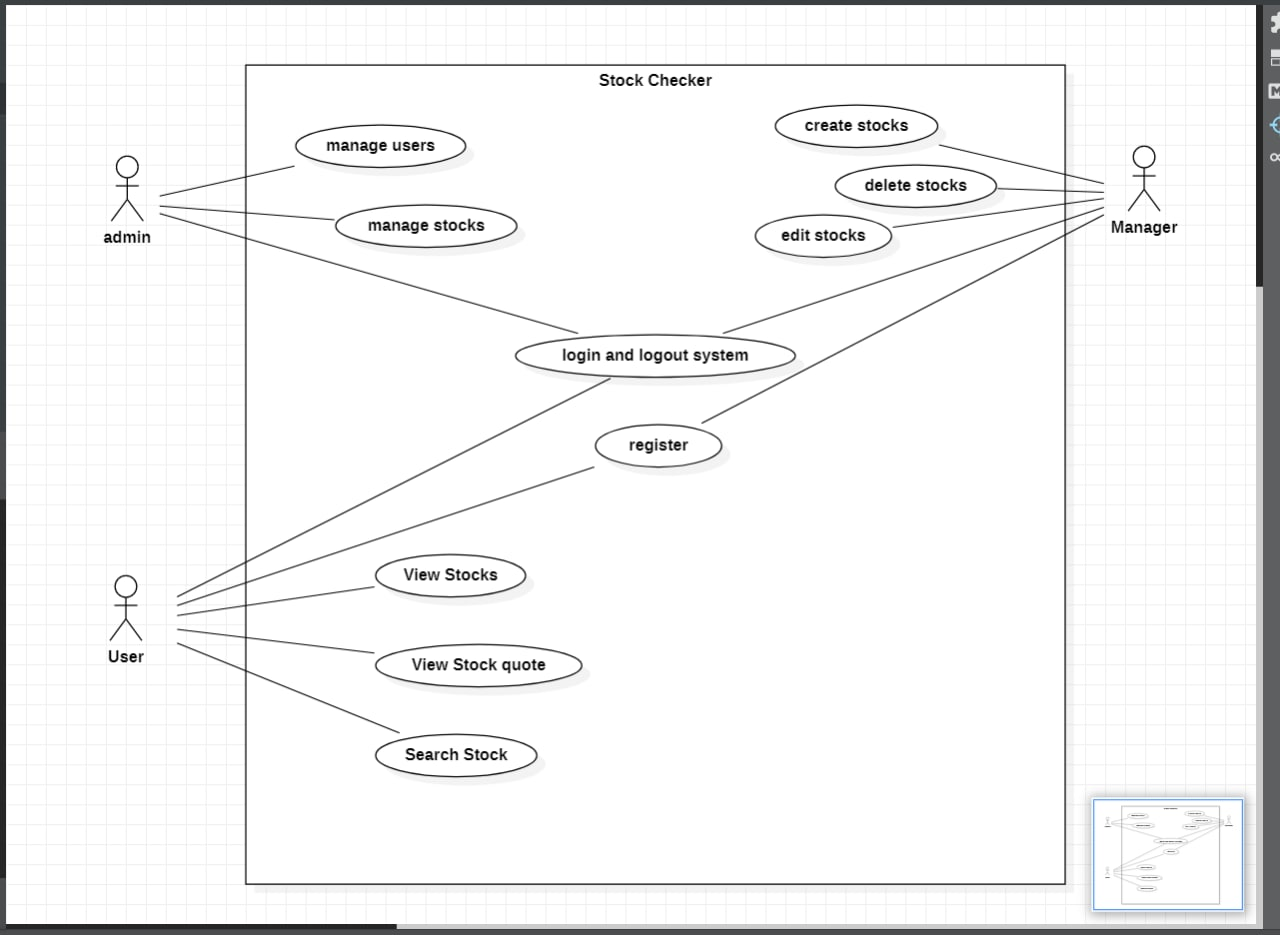 Stock Checker
create stocks
manage users
delete stocks
manage stocks
edit stocks
admin
Manager
login and logout system
register
View Stocks
User
View Stock quote
Search Stock